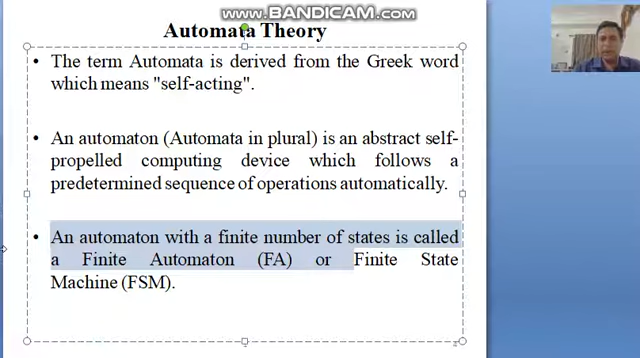 www.BANDICAM.com
Automata Theory
• The term Automata is derived from the Greek word
which means "self-acting".
• An automaton (Automata in plural) is an abstract self-
propelled computing device which follows a
predetermined sequence of operations automatically.
• An automaton with a finite number of states is called
a Finite Automaton (FA) or Finite State
Machine (FSM).